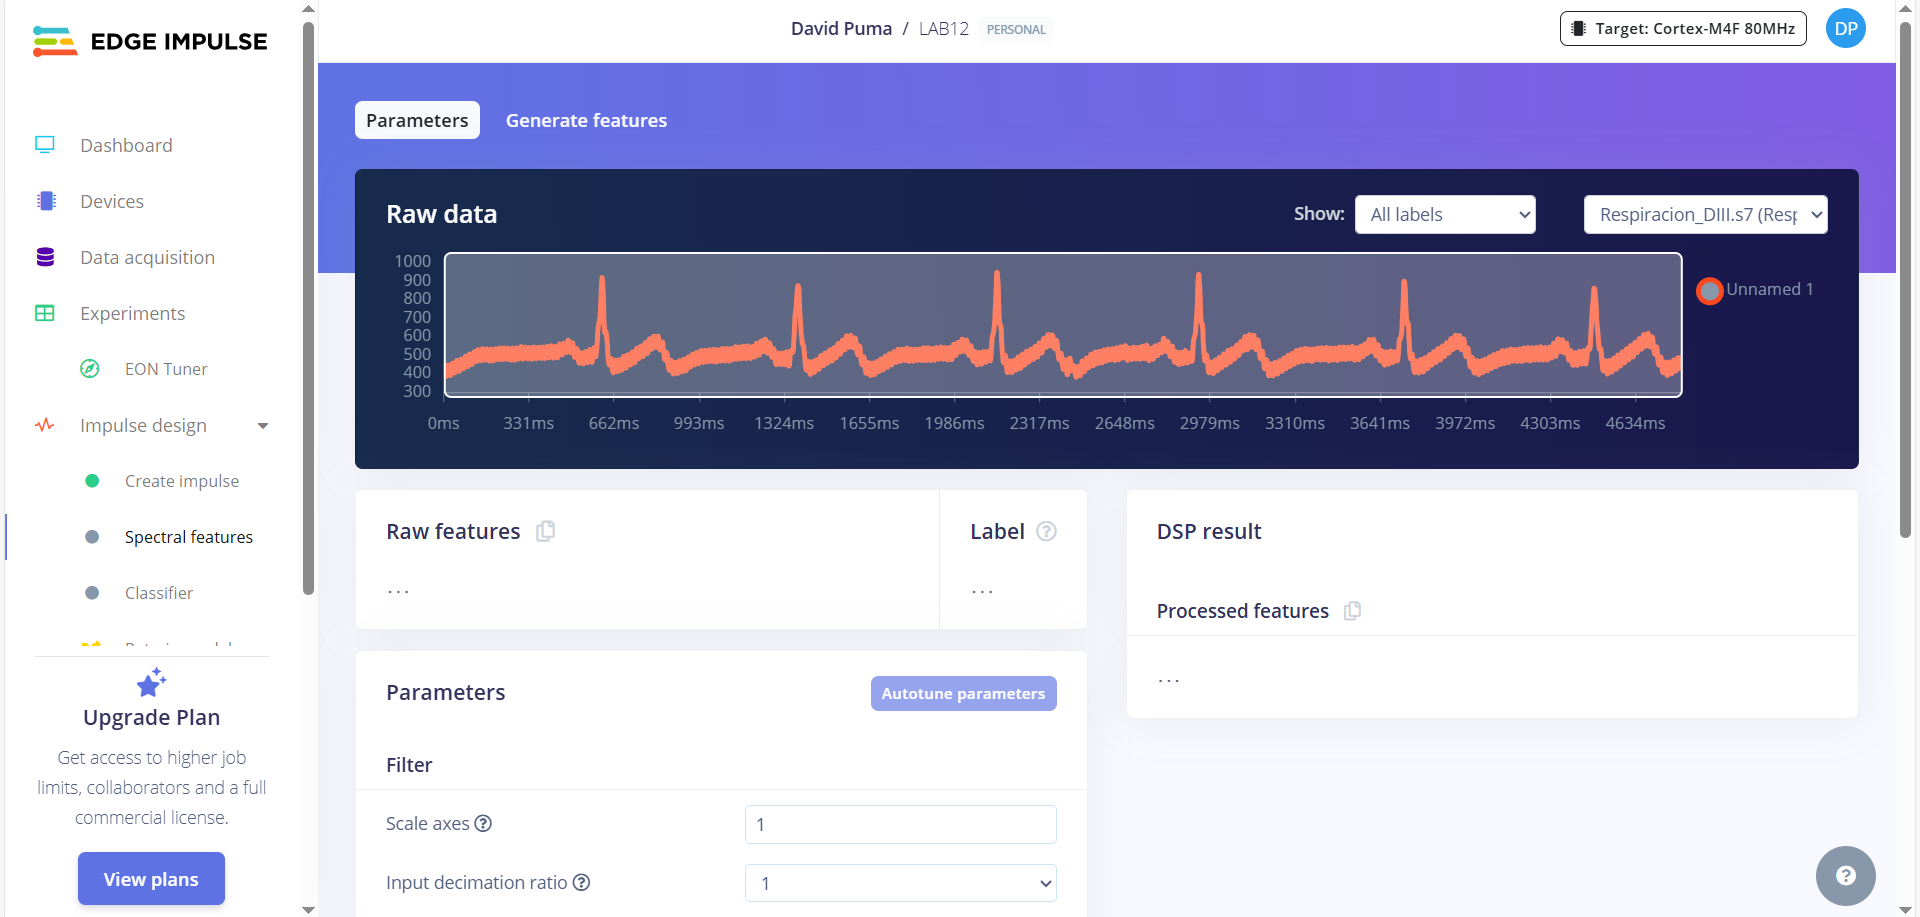 EDGE IMPULSE
David Puma / LAB12 PERSONAL
Target: Cortex-M4F 80MHz
DP
Dashboard
Devices
Data acquisition
Experiments
EON Tuner
Impulse design
Create impulse
Spectral features
Classifier
Upgrade Plan
Get access to higher job
limits, collaborators and a full
commercial license.
View plans
Parameters
Generate features
Raw data
Show:
All labels
Respiracion_DIII.s7 (Resp
1000
900
800
700
600
500
400
300
0ms 331ms 662ms 993ms 1324ms 1655ms 1986ms 2317ms 2648ms 2979ms 3310ms 3641ms 3972ms 4303ms 4634ms
Unnamed 1
Raw features
...
Label ?
...
DSP result
Processed features
...
Parameters
Autotune parameters
Filter
Scale axes ?
1
Input decimation ratio ?
1
?